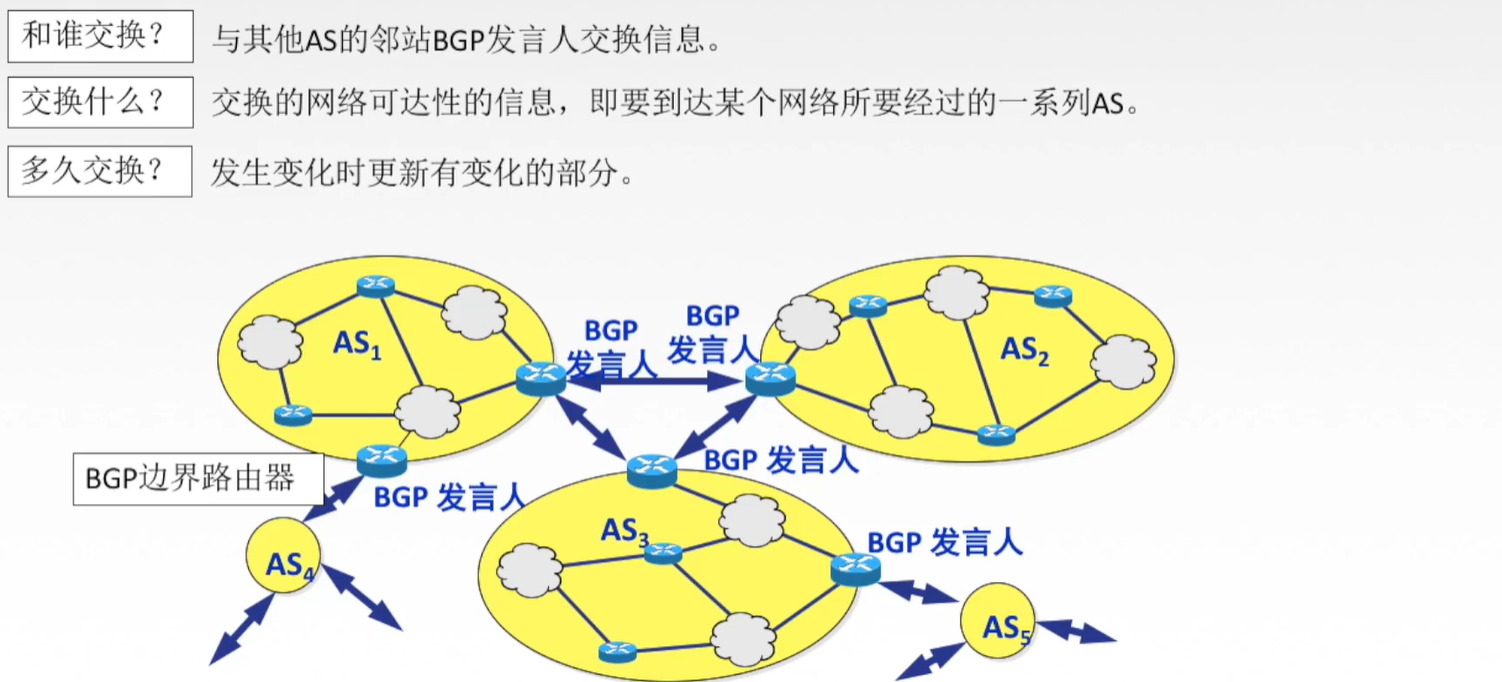 和谁交换？
与其他AS的邻站BGP发言人交换信息。
交换什么？
交换的网络可达性的信息，即要到达某个网络所要经过的一系列AS。
多久交换？
发生变化时更新有变化的部分。
AS1
BGP
发言人
BGP
发言人
AS2
BGP边界路由器
BGP 发言人
BGP 发言人
AS3
BGP 发言人
AS4
AS5